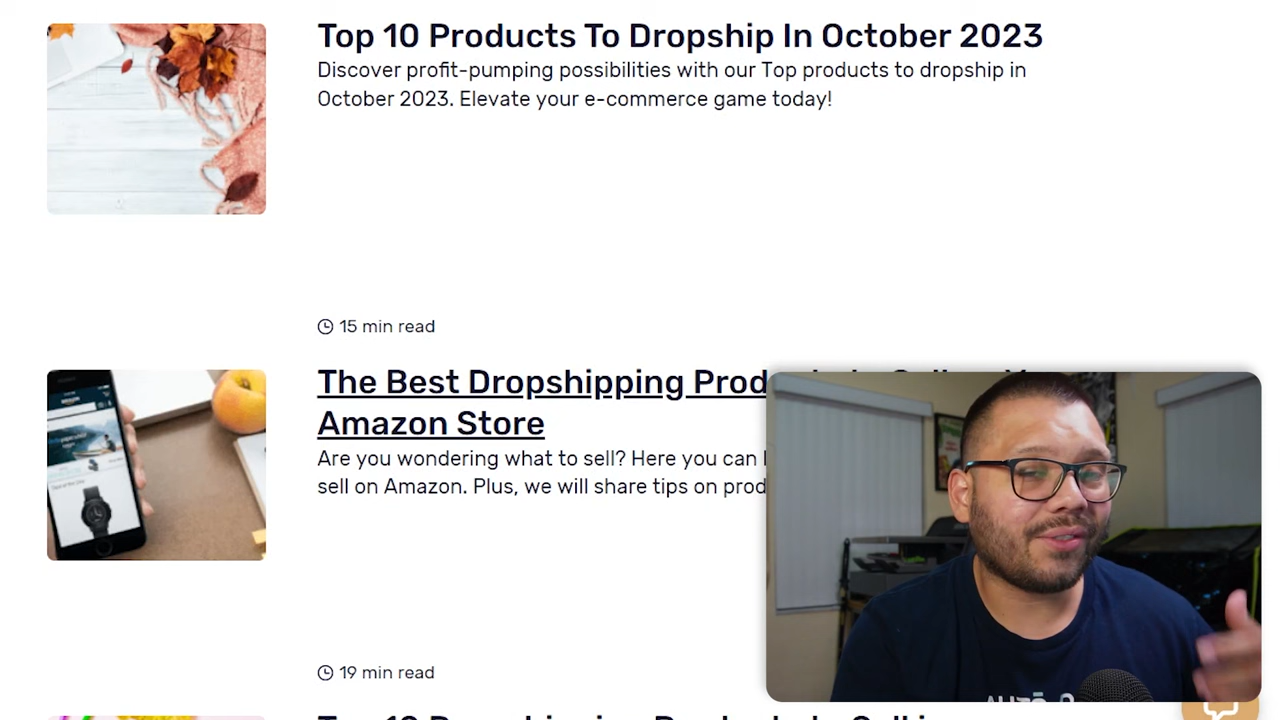 Top 10 Products To Dropship In October 2023
Discover profit-pumping possibilities with our Top products to dropship in
October 2023. Elevate your e-commerce game today!
15 min read
The Best Dropshipping
Amazon Store
Are you wondering what to sell? Here you can
sell on Amazon. Plus, we will share tips on
19 min read
Top 10